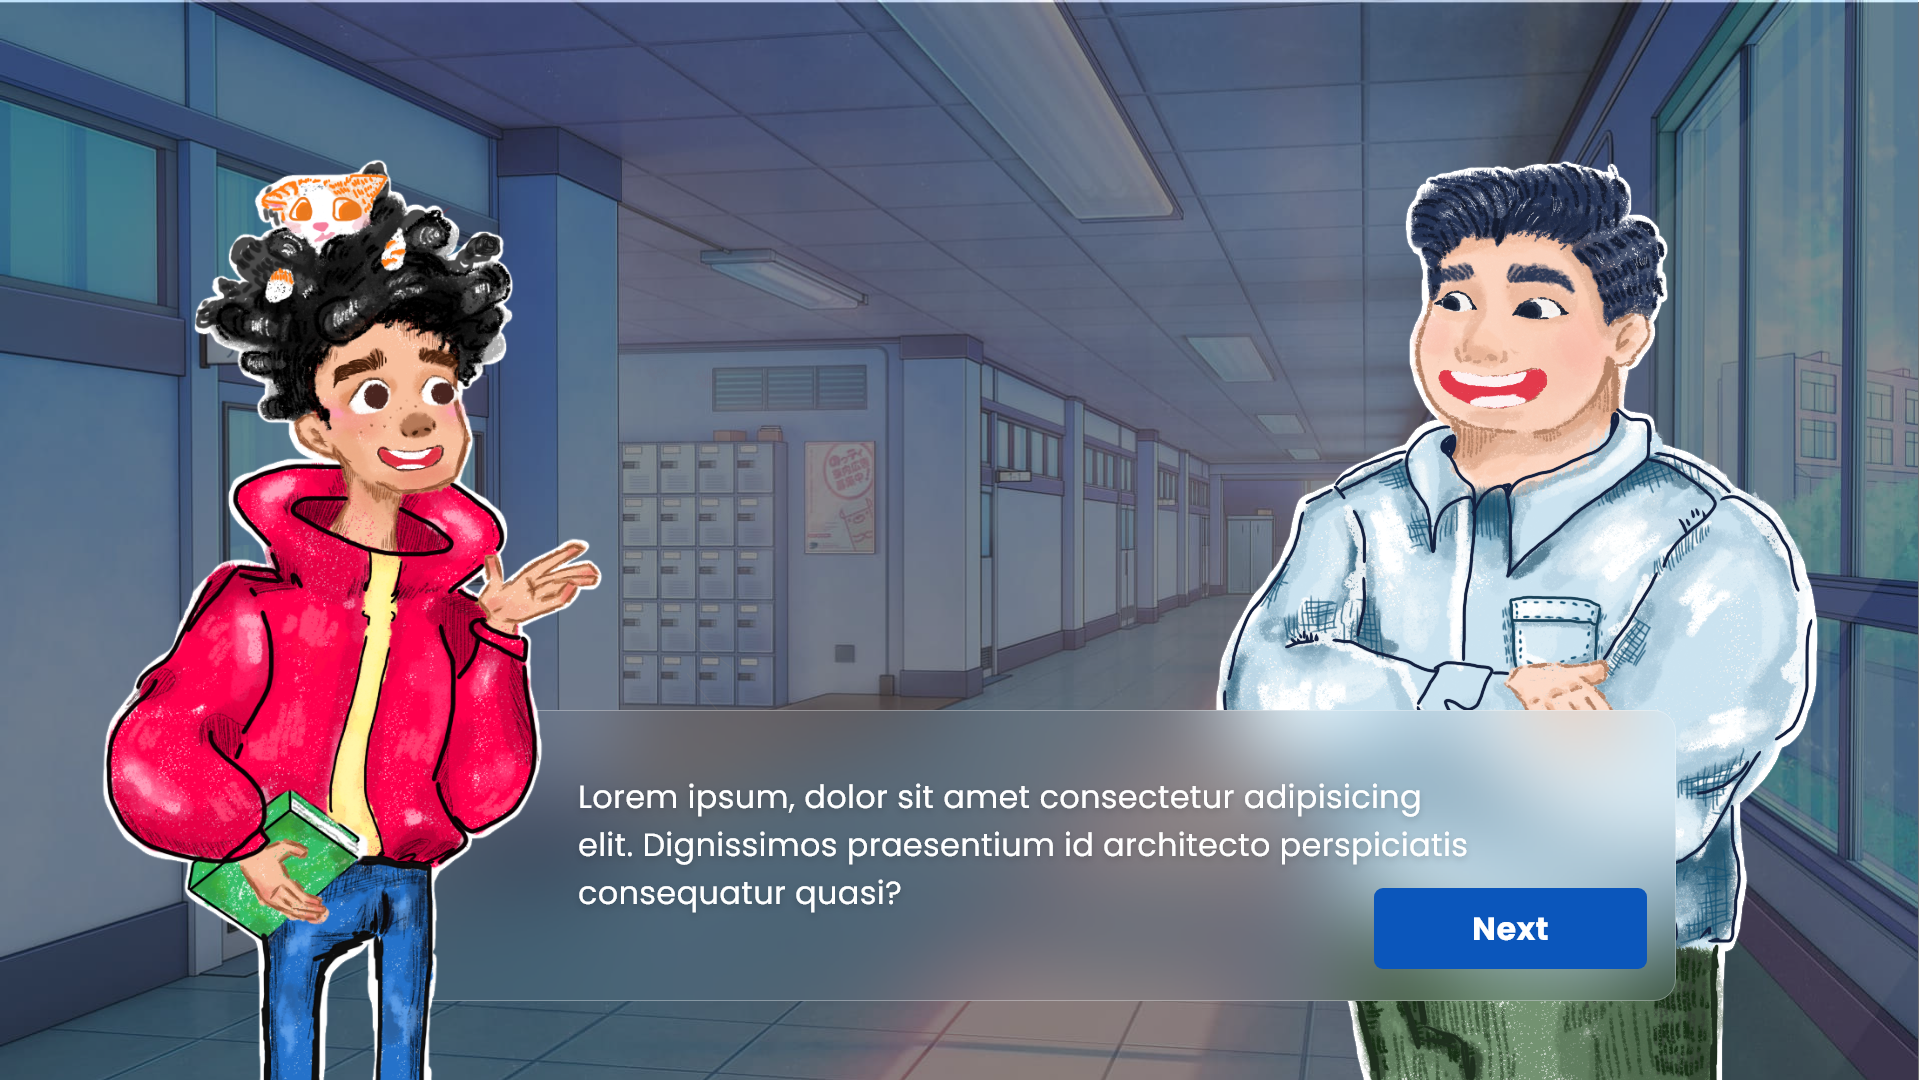 Lorem ipsum, dolor sit amet consectetur adipisicing
elit. Dignissimos praesentium id architecto perspiciatis
consequatur quasi?
Next